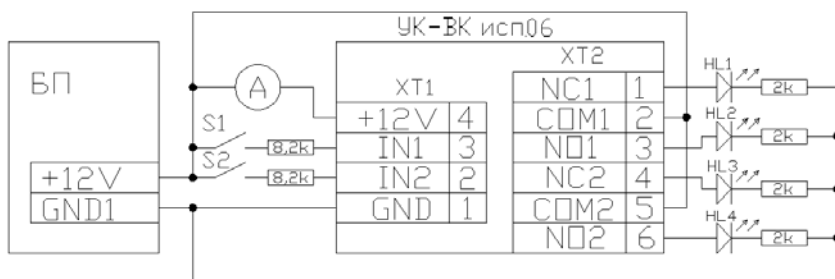 УК-ВК исп.06
БП
+12V
GND1
A
S1
S2
8,2k
8,2k
XT1
+12V 4
IN1 3
IN2 2
GND 1
XT2
NC1 1
COM1 2
NO1 3
NC2 4
COM2 5
NO2 6
HL1
2k
HL2
2k
HL3
2k
HL4
2k